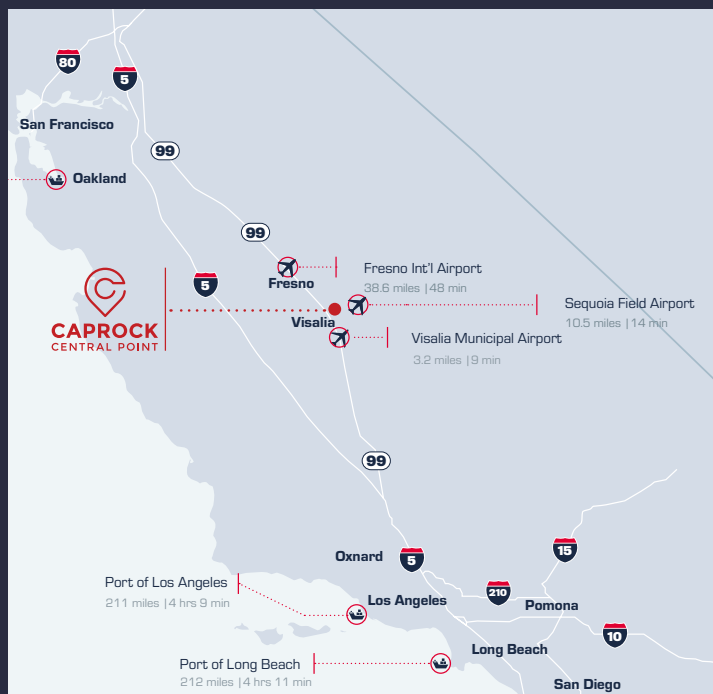 80
5
San Francisco
99
Oakland
99
Fresno Int'l Airport
38.6 miles | 48 min
Fresno
5
CAPROCK
CENTRAL POINT
Sequoia Field Airport
10.5 miles | 14 min
Visalia
Visalia Municipal Airport
3.2 miles | 9 min
99
Oxnard
5
15
Port of Los Angeles
211 miles | 4 hrs 9 min
Los Angeles
210
Pomona
10
Long Beach
Port of Long Beach
212 miles | 4 hrs 11 min
San Diego